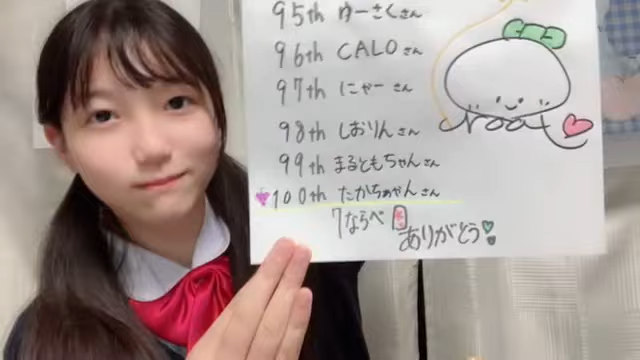 95th ゆーさくさん
96th CALOさん
97th にゃーさん
98th しおりんさん
99th まるともちゃんさん
100th たかちゃんさん
7ならべ
ありがとう